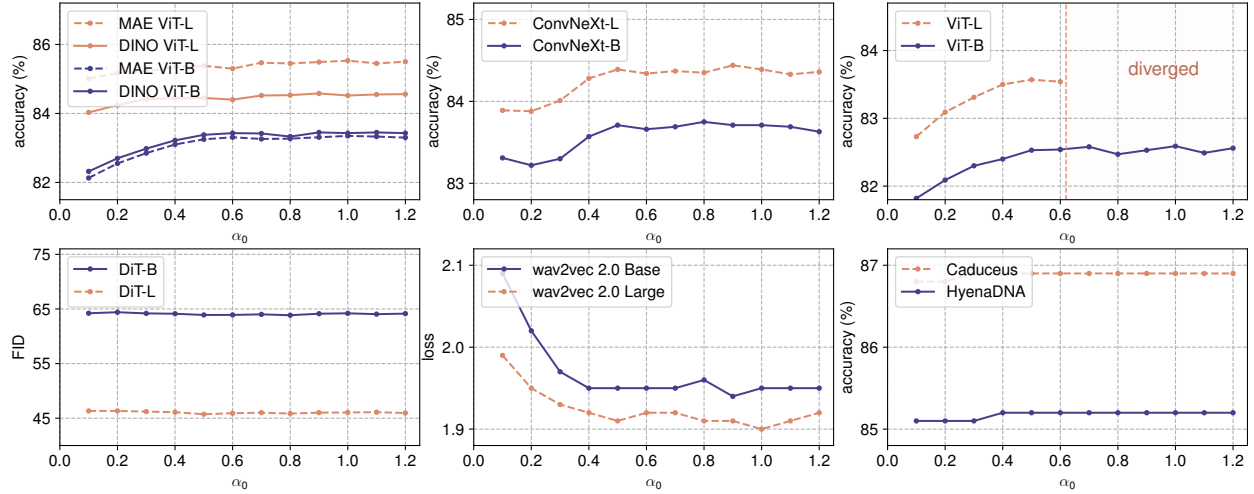 MAE ViT-L
DINO ViT-L
MAE ViT-B
DINO ViT-B
86
84
82
accuracy (%)
0.0 0.2 0.4 0.6 0.8 1.0 1.2
α₀
ConvNeXt-L
ConvNeXt-B
85
84
83
accuracy (%)
0.0 0.2 0.4 0.6 0.8 1.0 1.2
α₀
ViT-L
ViT-B
diverged
84
83
82
accuracy (%)
0.0 0.2 0.4 0.6 0.8 1.0 1.2
α₀
DiT-B
DiT-L
75
65
55
45
FID
0.0 0.2 0.4 0.6 0.8 1.0 1.2
α₀
wav2vec 2.0 Base
wav2vec 2.0 Large
2.1
2.0
1.9
loss
0.0 0.2 0.4 0.6 0.8 1.0 1.2
α₀
Caduceus
HyenaDNA
87
86
85
accuracy (%)
0.0 0.2 0.4 0.6 0.8 1.0 1.2
α₀